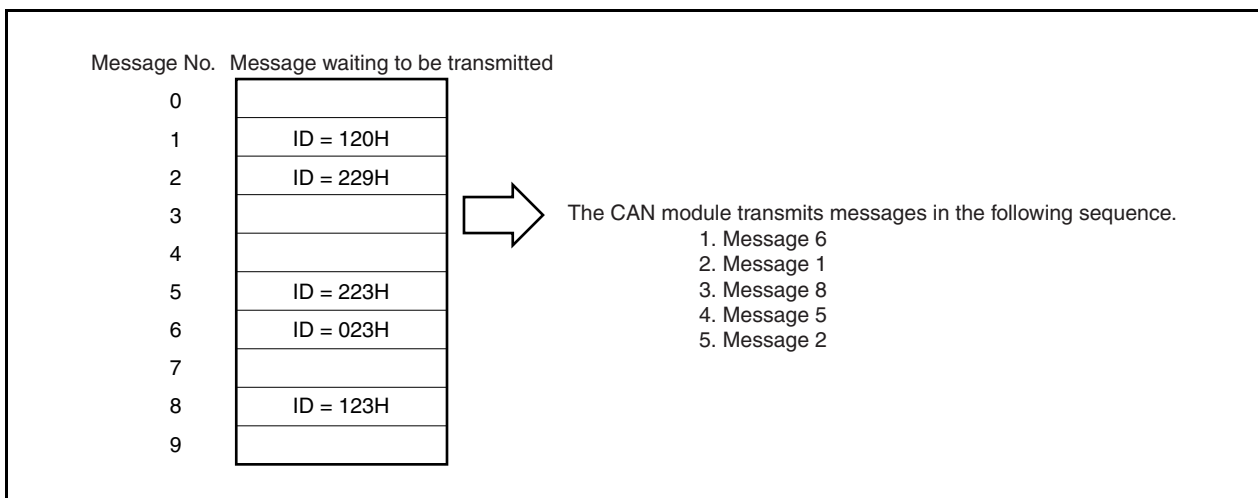 Message No. Message waiting to be transmitted
0
1 ID = 120H
2 ID = 229H
3
4
5 ID = 223H
6 ID = 023H
7
8 ID = 123H
9
The CAN module transmits messages in the following sequence.
1. Message 6
2. Message 1
3. Message 8
4. Message 5
5. Message 2